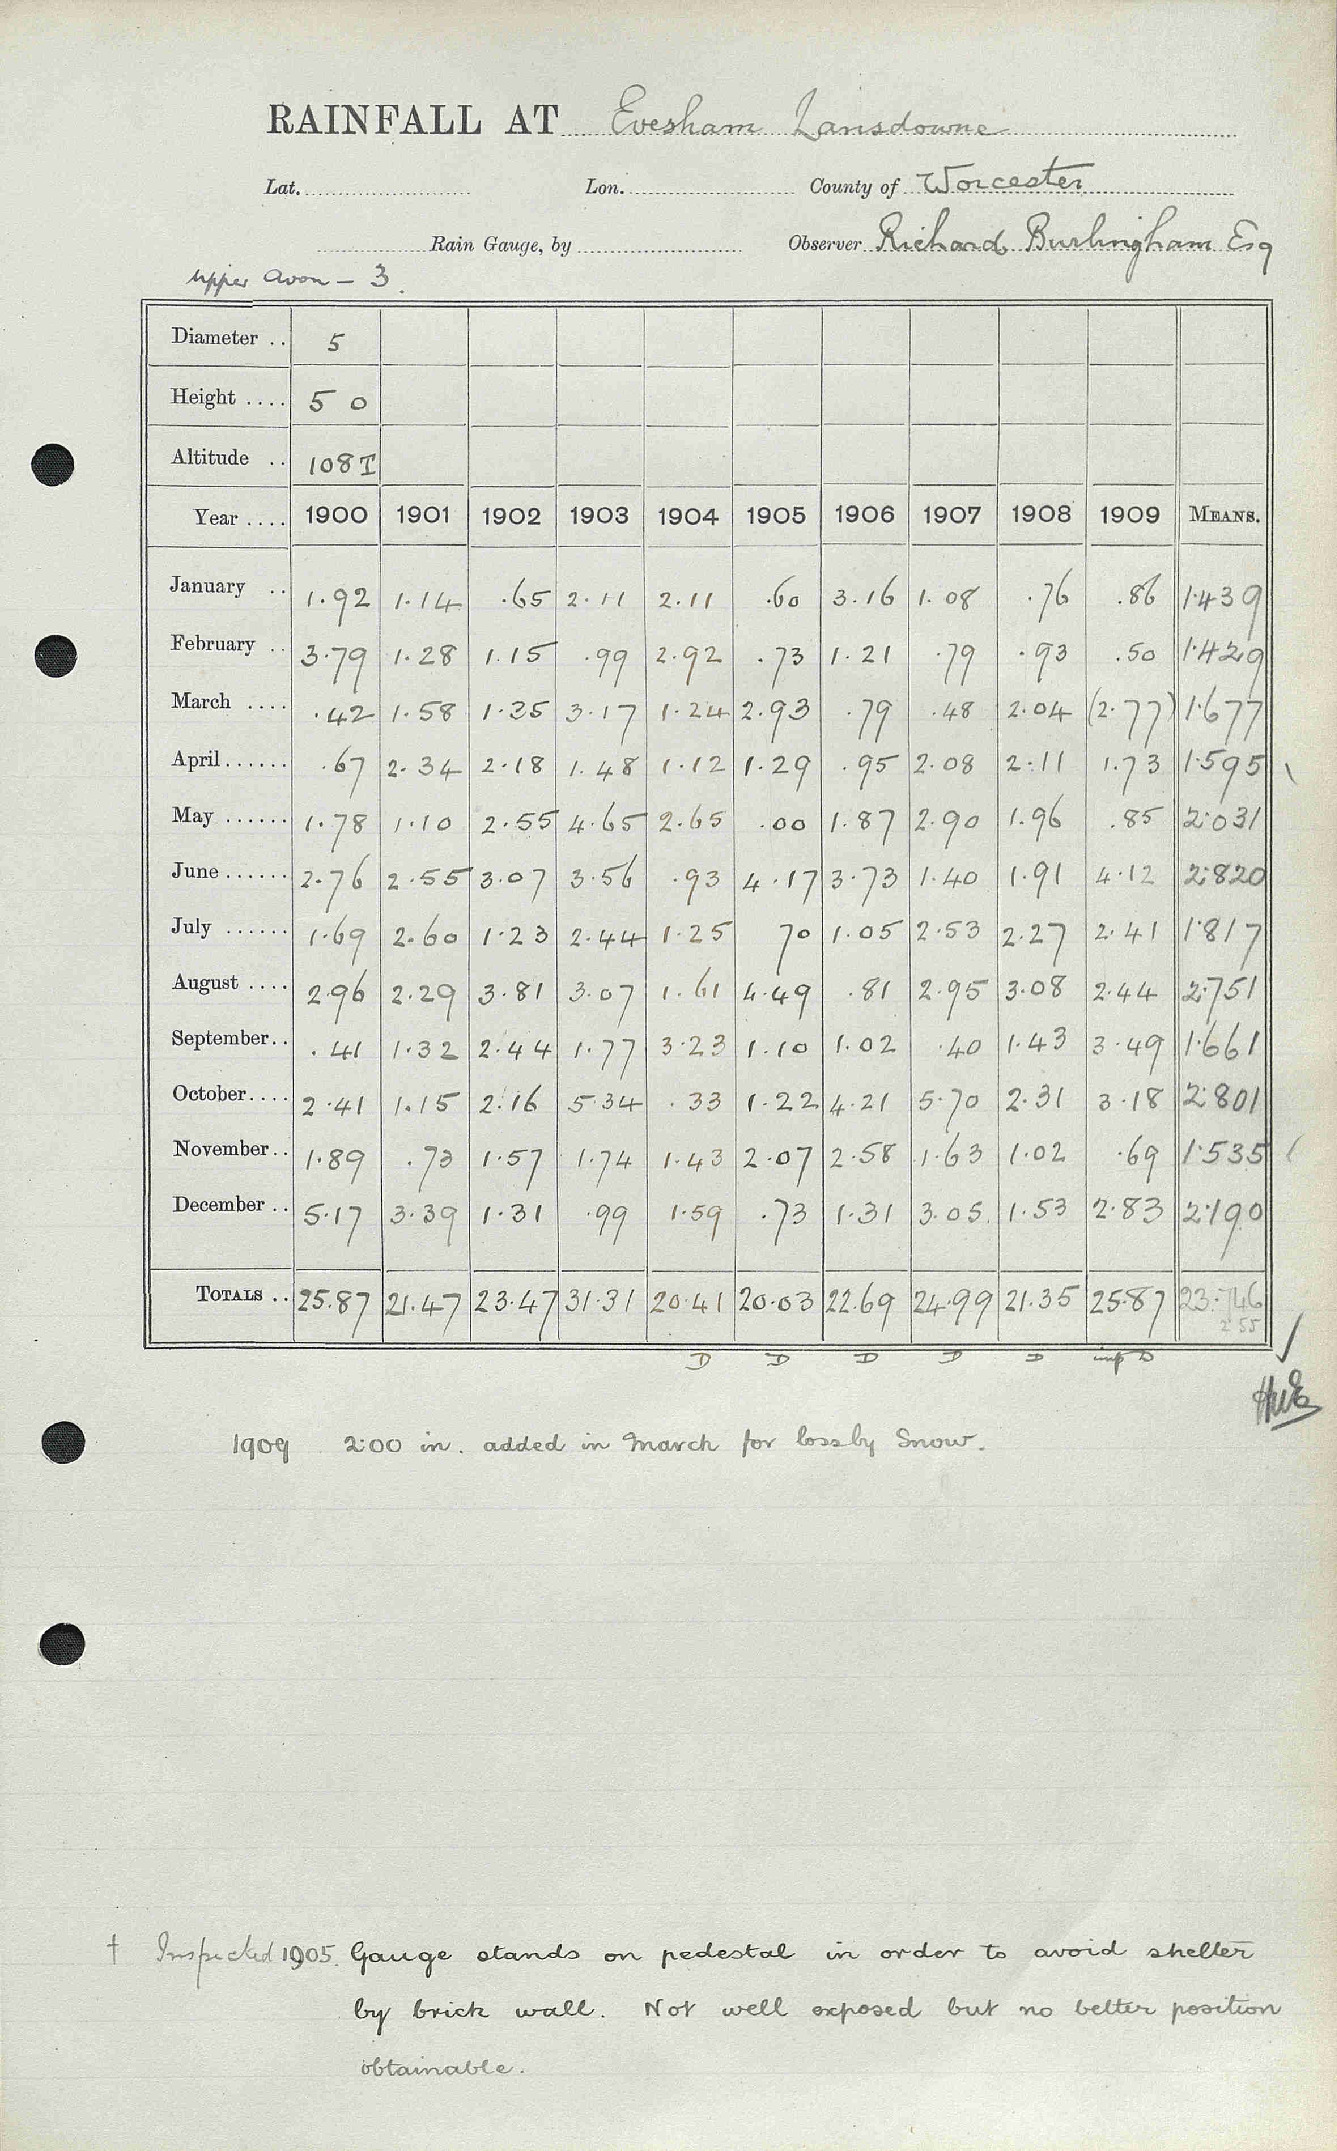 RAINFALL AT Evesham Lansdowne
Lat. Lon. County of Worcester
Rain Gauge, by Observer Richard Burlingham Esq
Upper Avon – 3.
Diameter .. 5
Height .... 5 0
Altitude .. 108T
Year .... 1900 1901 1902 1903 1904 1905 1906 1907 1908 1909 MEANS.
January .. 1.92 1.14 .65 2.11 2.11 .60 3.16 1.08 .76 .86 1.439
February .. 3.79 1.28 1.15 .99 2.92 .73 1.21 .79 .93 .50 1.429
March .... .42 1.58 1.35 3.17 1.24 2.93 .79 .48 2.04 (2.77) 1.677
April...... .67 2.34 2.18 1.48 1.12 1.29 .95 2.08 2.11 1.73 1.595 \
May ...... 1.78 1.10 2.55 4.65 2.65 .00 1.87 2.90 1.96 .85 2.031
June...... 2.76 2.55 3.07 3.56 .93 4.17 3.73 1.40 1.91 4.12 2.820
July ...... 1.69 2.60 1.23 2.44 1.25 70 1.05 2.53 2.27 2.41 1.817
August .... 2.96 2.29 3.81 3.07 1.61 4.49 .81 2.95 3.08 2.44 2.751
September.. .41 1.32 2.44 1.77 3.23 1.10 1.02 .40 1.43 3.49 1.661
October.... 2.41 1.15 2.16 5.34 .33 1.22 4.21 5.70 2.31 3.18 2.801
November.. 1.89 .73 1.57 1.74 1.43 2.07 2.58 1.63 1.02 .69 1.535
December .. 5.17 3.39 1.31 .99 1.59 .73 1.31 3.05 1.53 2.83 2.190
TOTALS .. 25.87 21.47 23.47 31.31 20.41 20.03 22.69 24.99 21.35 25.87 23.746
2 55
D D D D D imp D
1909 2.00 in. added in March for loss by Snow.
† Inspected 1905. Gauge stands on pedestal in order to avoid shelter
by brick wall. Not well exposed but no better position
obtainable.